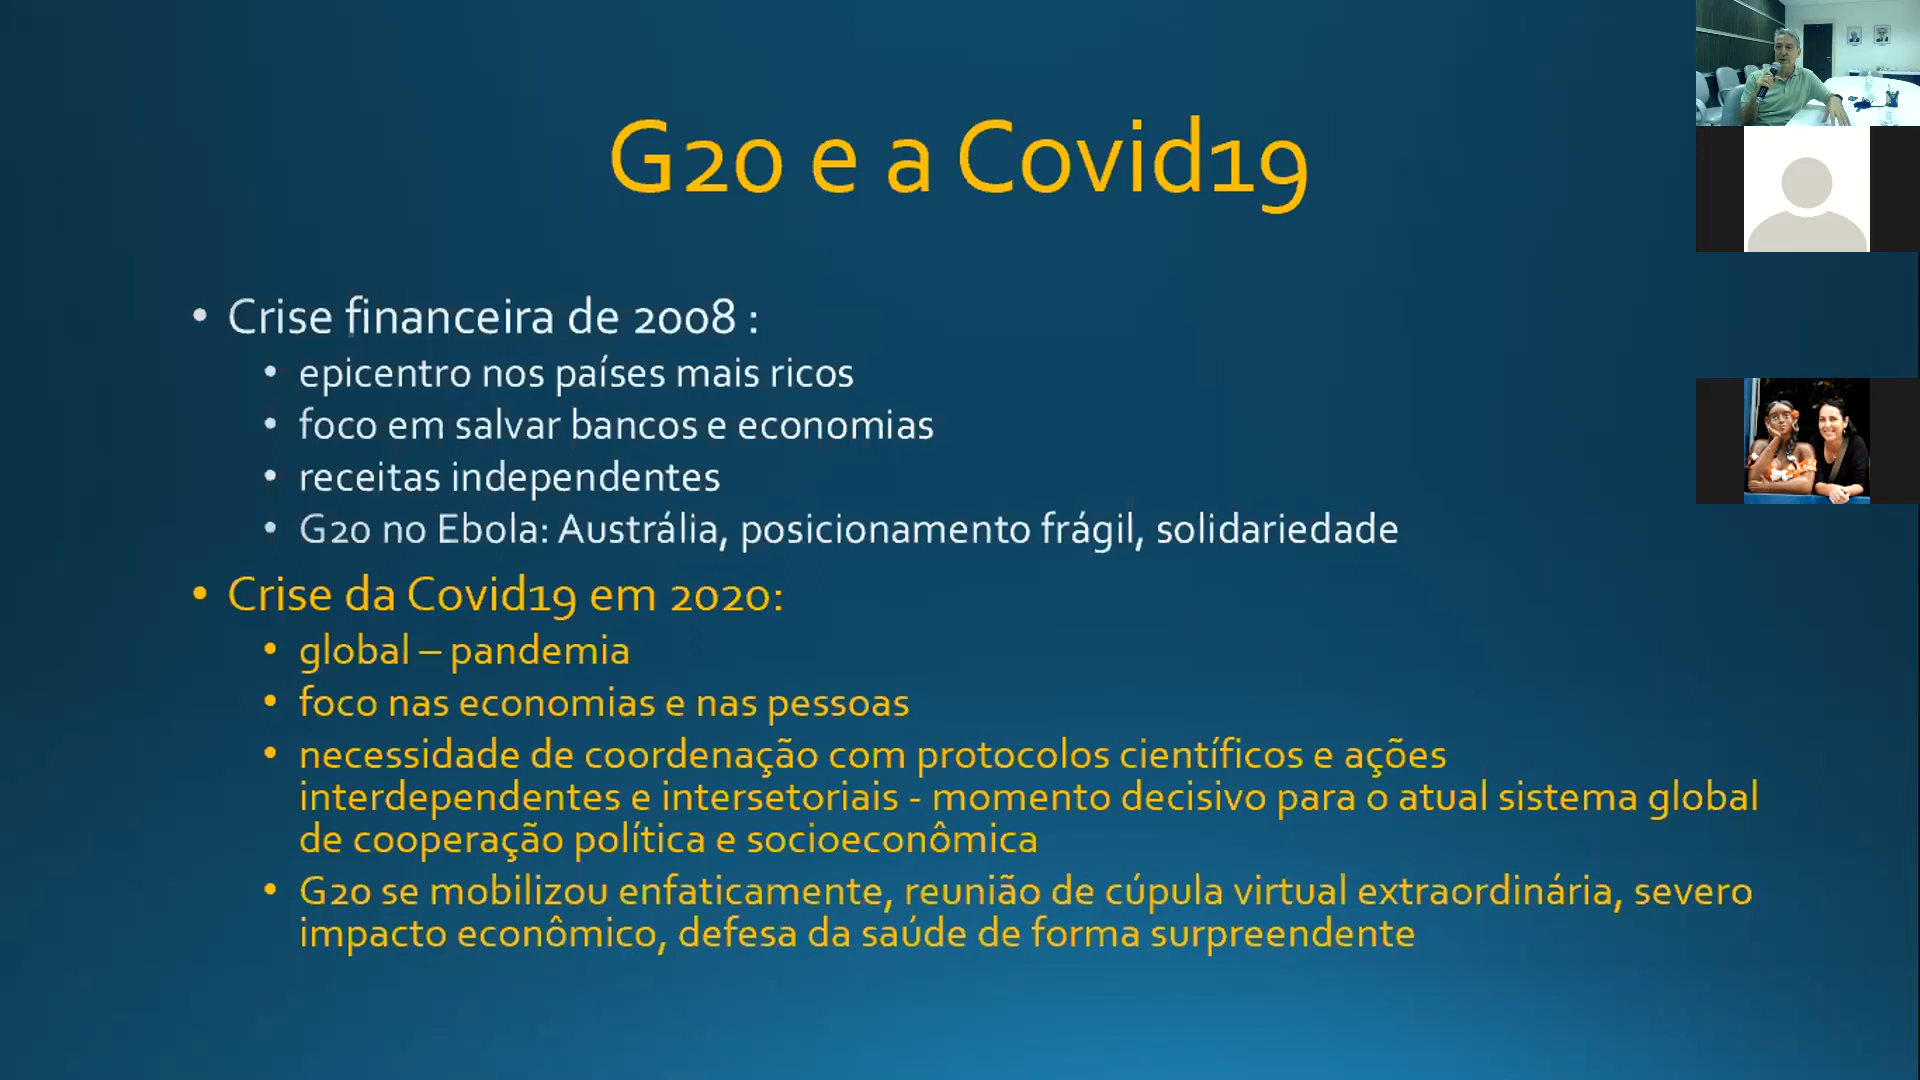 G20 e a Covid19
• Crise financeira de 2008 :
• epicentro nos países mais ricos
• foco em salvar bancos e economias
• receitas independentes
• G20 no Ebola: Austrália, posicionamento frágil, solidariedade
• Crise da Covid19 em 2020:
• global – pandemia
• foco nas economias e nas pessoas
• necessidade de coordenação com protocolos científicos e ações
interdependentes e intersetoriais - momento decisivo para o atual sistema global
de cooperação política e socioeconômica
• G20 se mobilizou enfaticamente, reunião de cúpula virtual extraordinária, severo
impacto econômico, defesa da saúde de forma surpreendente